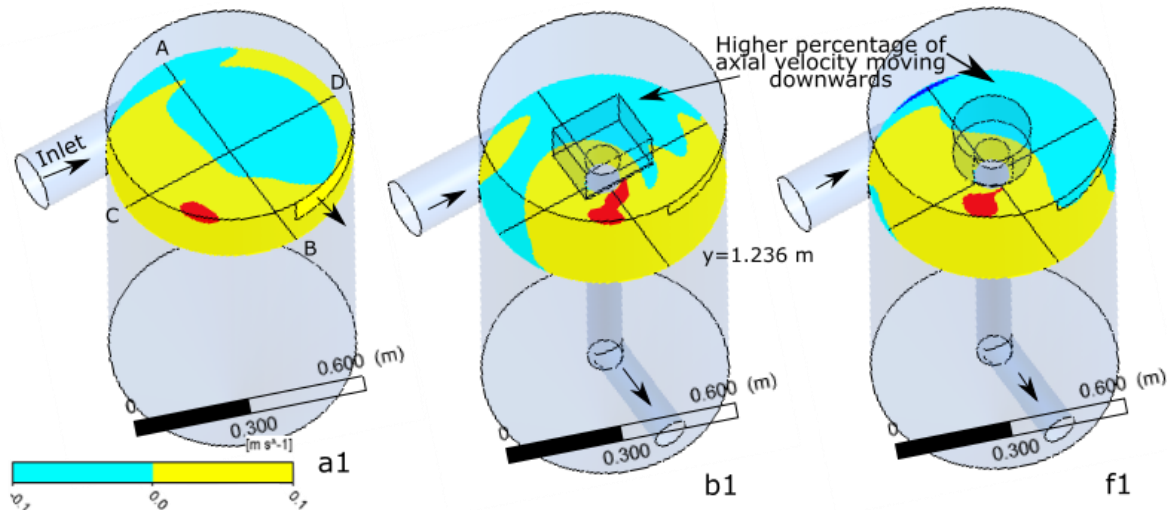 Higher percentage of
axial velocity moving
downwards
A
D
Inlet
C
B
y=1.236 m
0.
0.300
0.600 (m)
0.
0.300
0.600 (m)
0.
0.300
0.600 (m)
[m s^-1]
-0.1
0.0
0.1
a1
b1
f1